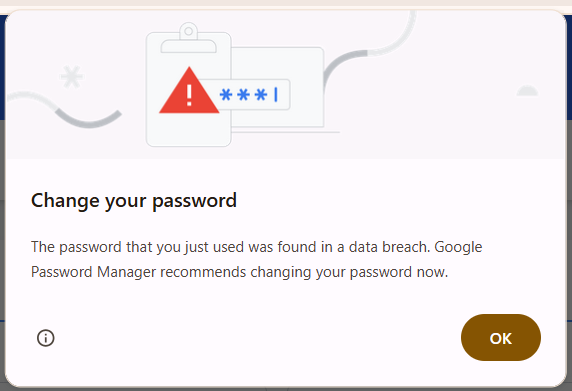 ***|
Change your password
The password that you just used was found in a data breach. Google
Password Manager recommends changing your password now.
OK